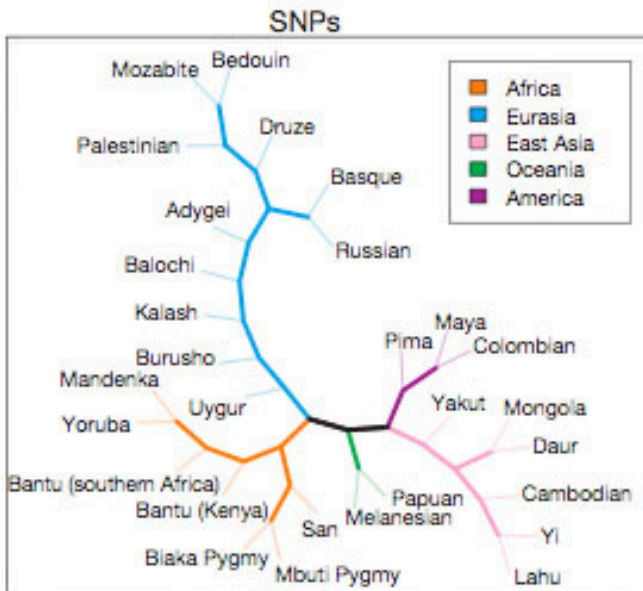 SNPs
Bedouin
Mozabite
Africa
Eurasia
East Asia
Oceania
America
Druze
Palestinian
Basque
Adygei
Russian
Balochi
Kalash
Maya
Pima
Colombian
Burusho
Mandenka
Uygur
Yakut
Mongola
Yoruba
Daur
Bantu (southern Africa)
Cambodian
Papuan
Bantu (Kenya)
Melanesian
San
Yi
Biaka Pygmy
Mbuti Pygmy
Lahu